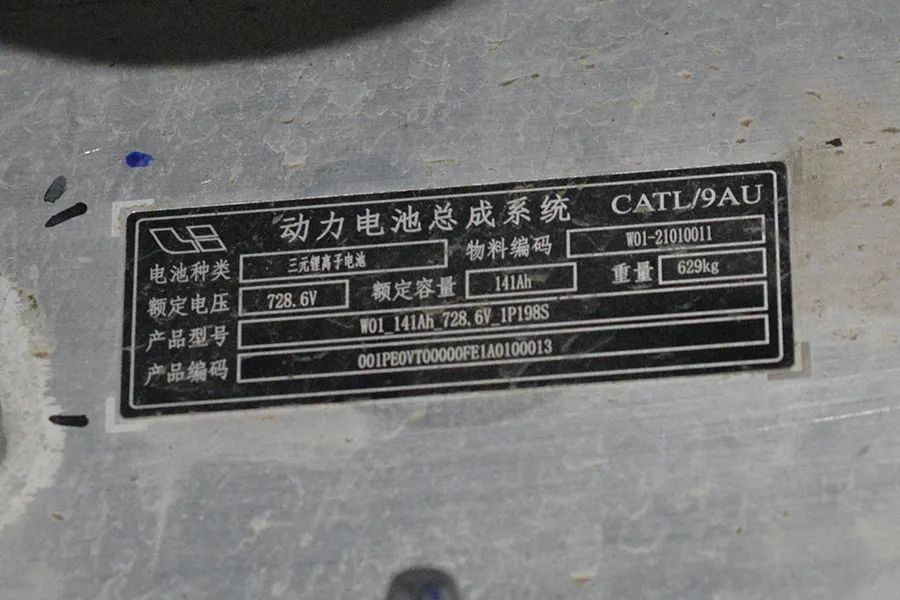 动力电池总成系统 CATL/9AU
电池种类 三元锂离子电池 物料编码 W01-21010011
额定电压 728.6V 额定容量 141Ah 重量 629kg
产品型号 W01_141Ah_728.6V_1P198S
产品编码 001PE0VT00000FE1A0100013